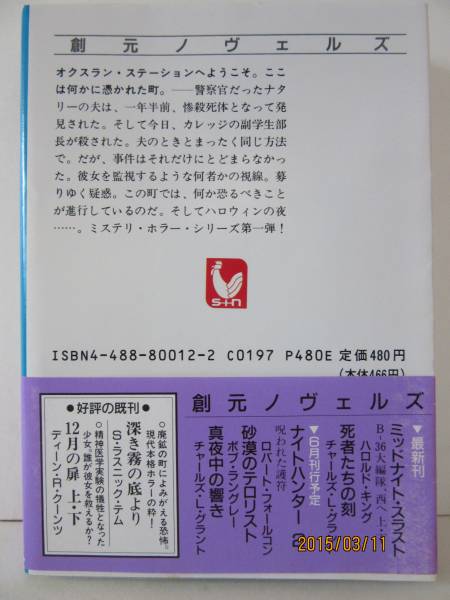 創元ノヴェルズ
オクスラン・ステーションへようこそ。ここ
は何かに憑かれた町。――警察官だったナタ
リーの夫は、一年半前、惨殺死体となって発
見された。そして今日、カレッジの副学生部
長が殺された。夫のときとまったく同じ方法
で。だが、事件はそれだけにとどまらなかっ
た。彼女を監視するような何者かの視線。募
りゆく疑惑。この町では、何か恐るべきこと
が進行しているのだ。そしてハロウィンの夜
……。ミステリ・ホラー・シリーズ第一弾！
s+n
ISBN4-488-80012-2 C0197 P480E 定価480円
(本体466円)
創元ノヴェルズ
▼最新刊
ミッドナイト・スラスト
B-36大編隊、西へ 上・
ハロルド・キング
死者たちの刻
チャールズ・L・グラ
▼6月刊行予定
ナイトハンター
呪われた護符
ロバート・フォールコン
砂漠のテロリスト
ボブ・ラングレー
真夜中の響き
チャールズ・L・グラント
●好評の既刊●
◦廃鉱の町によみがえる恐怖。
現代本格ホラーの粋！
深き霧の底より
S・ラスニック・テム
◦精神医学実験の犠牲となった
少女。誰が彼女を救えるか？
12月の扉 上・下
ディーン・R・クーンツ
2015/03/11